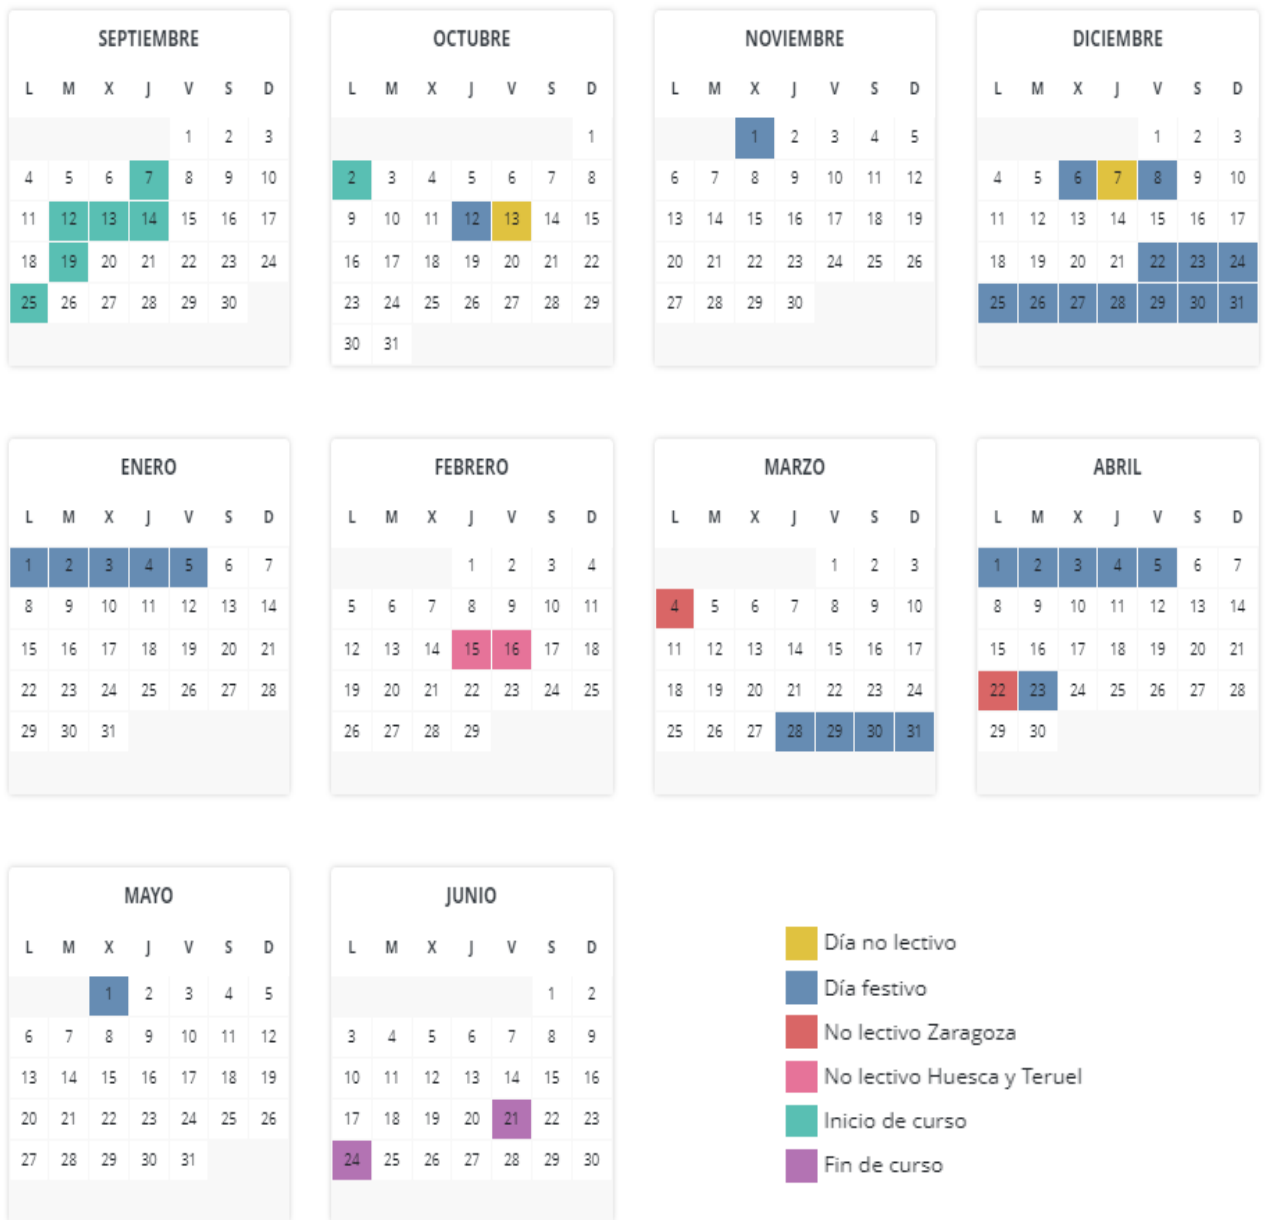 SEPTIEMBRE
L M X J V S D
1 2 3
4 5 6 7 8 9 10
11 12 13 14 15 16 17
18 19 20 21 22 23 24
25 26 27 28 29 30
OCTUBRE
L M X J V S D
1
2 3 4 5 6 7 8
9 10 11 12 13 14 15
16 17 18 19 20 21 22
23 24 25 26 27 28 29
30 31
NOVIEMBRE
L M X J V S D
1 2 3 4 5
6 7 8 9 10 11 12
13 14 15 16 17 18 19
20 21 22 23 24 25 26
27 28 29 30
DICIEMBRE
L M X J V S D
1 2 3
4 5 6 7 8 9 10
11 12 13 14 15 16 17
18 19 20 21 22 23 24
25 26 27 28 29 30 31
ENERO
L M X J V S D
1 2 3 4 5 6 7
8 9 10 11 12 13 14
15 16 17 18 19 20 21
22 23 24 25 26 27 28
29 30 31
FEBRERO
L M X J V S D
1 2 3 4
5 6 7 8 9 10 11
12 13 14 15 16 17 18
19 20 21 22 23 24 25
26 27 28 29
MARZO
L M X J V S D
1 2 3
4 5 6 7 8 9 10
11 12 13 14 15 16 17
18 19 20 21 22 23 24
25 26 27 28 29 30 31
ABRIL
L M X J V S D
1 2 3 4 5 6 7
8 9 10 11 12 13 14
15 16 17 18 19 20 21
22 23 24 25 26 27 28
29 30
MAYO
L M X J V S D
1 2 3 4 5
6 7 8 9 10 11 12
13 14 15 16 17 18 19
20 21 22 23 24 25 26
27 28 29 30 31
JUNIO
L M X J V S D
1 2
3 4 5 6 7 8 9
10 11 12 13 14 15 16
17 18 19 20 21 22 23
24 25 26 27 28 29 30
Día no lectivo
Día festivo
No lectivo Zaragoza
No lectivo Huesca y Teruel
Inicio de curso
Fin de curso